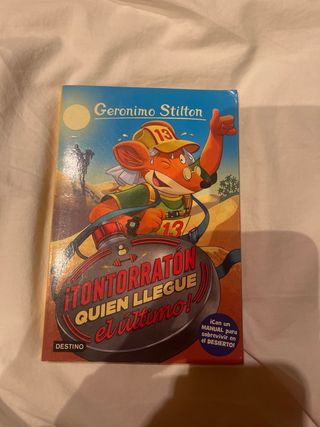 Geronimo Stilton
13
13
¡TONTORRATÓN
QUIEN LLEGUE
el último!
¡Con un
MANUAL para
sobrevivir en
el DESIERTO!
DESTINO